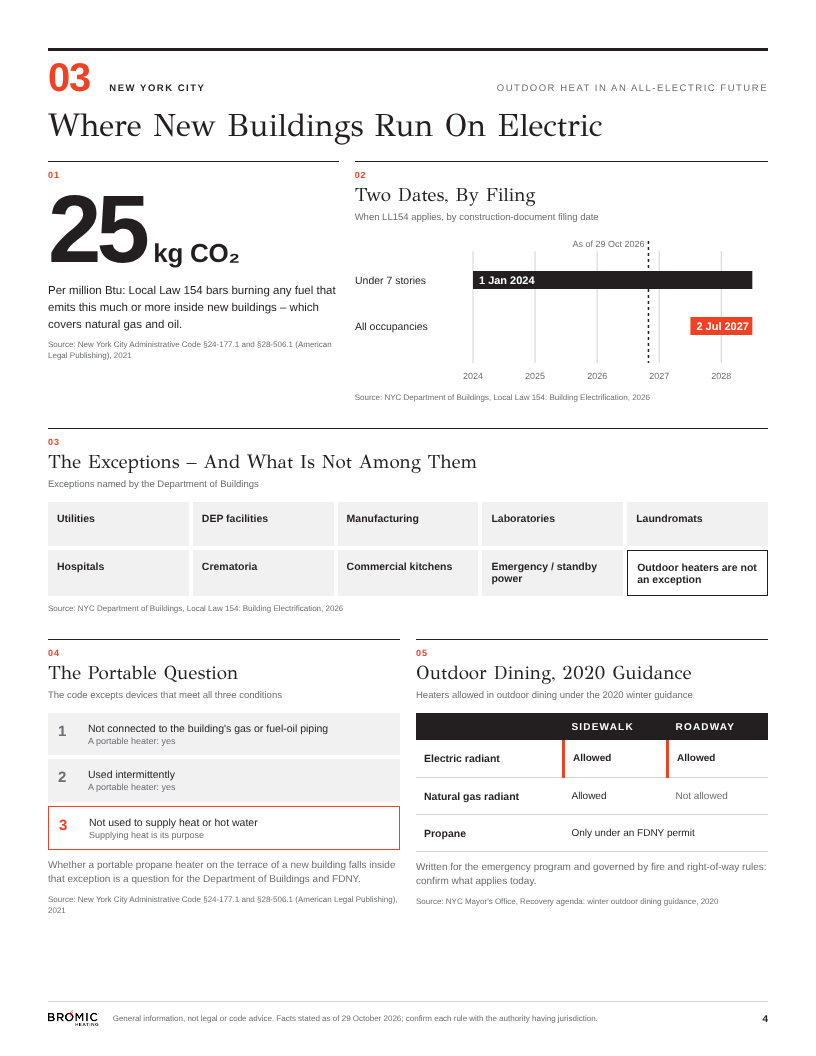 03 NEW YORK CITY
OUTDOOR HEAT IN AN ALL-ELECTRIC FUTURE
Where New Buildings Run On Electric
01
25 kg CO₂
Per million Btu: Local Law 154 bars burning any fuel that
emits this much or more inside new buildings – which
covers natural gas and oil.
Source: New York City Administrative Code §24-177.1 and §28-506.1 (American
Legal Publishing), 2021
02
Two Dates, By Filing
When LL154 applies, by construction-document filing date
As of 29 Oct 2026
Under 7 stories
1 Jan 2024
All occupancies
2 Jul 2027
2024 2025 2026 2027 2028
Source: NYC Department of Buildings, Local Law 154: Building Electrification, 2026
03
The Exceptions – And What Is Not Among Them
Exceptions named by the Department of Buildings
Utilities
DEP facilities
Manufacturing
Laboratories
Laundromats
Hospitals
Crematoria
Commercial kitchens
Emergency / standby
power
Outdoor heaters are not
an exception
Source: NYC Department of Buildings, Local Law 154: Building Electrification, 2026
04
The Portable Question
The code excepts devices that meet all three conditions
1 Not connected to the building's gas or fuel-oil piping
A portable heater: yes
2 Used intermittently
A portable heater: yes
3 Not used to supply heat or hot water
Supplying heat is its purpose
Whether a portable propane heater on the terrace of a new building falls inside
that exception is a question for the Department of Buildings and FDNY.
Source: New York City Administrative Code §24-177.1 and §28-506.1 (American Legal Publishing),
2021
05
Outdoor Dining, 2020 Guidance
Heaters allowed in outdoor dining under the 2020 winter guidance
SIDEWALK ROADWAY
Electric radiant Allowed Allowed
Natural gas radiant Allowed Not allowed
Propane Only under an FDNY permit
Written for the emergency program and governed by fire and right-of-way rules:
confirm what applies today.
Source: NYC Mayor's Office, Recovery agenda: winter outdoor dining guidance, 2020
BROMIC
HEATING
General information, not legal or code advice. Facts stated as of 29 October 2026; confirm each rule with the authority having jurisdiction.
4